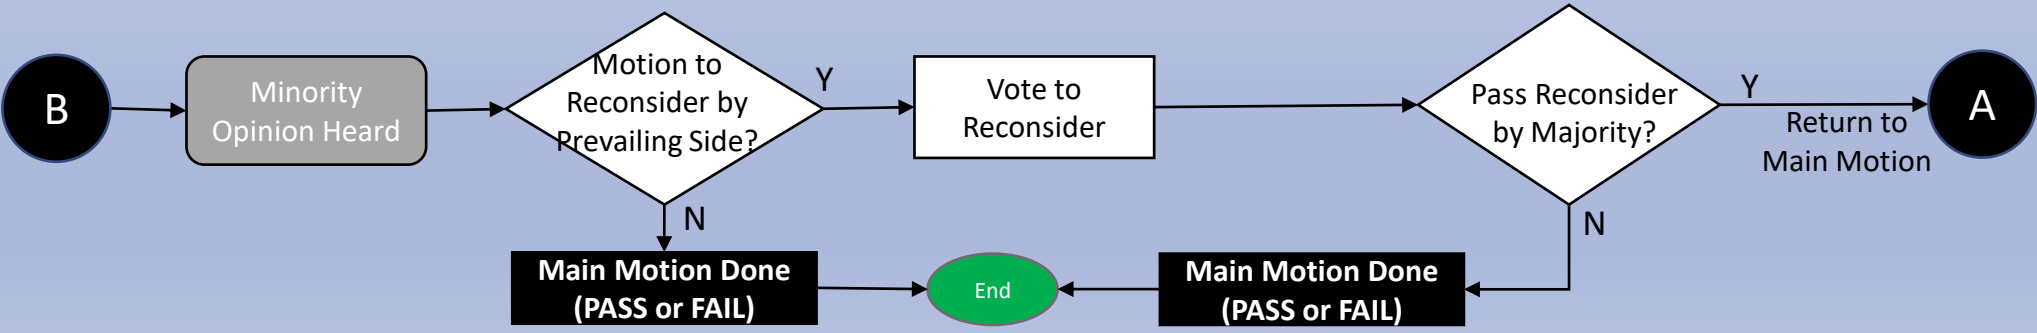 B
Minority
Opinion Heard
Motion to
Reconsider by
Prevailing Side?
Y
Vote to
Reconsider
Pass Reconsider
by Majority?
Y
Return to
Main Motion
A
N
N
Main Motion Done
(PASS or FAIL)
End
Main Motion Done
(PASS or FAIL)